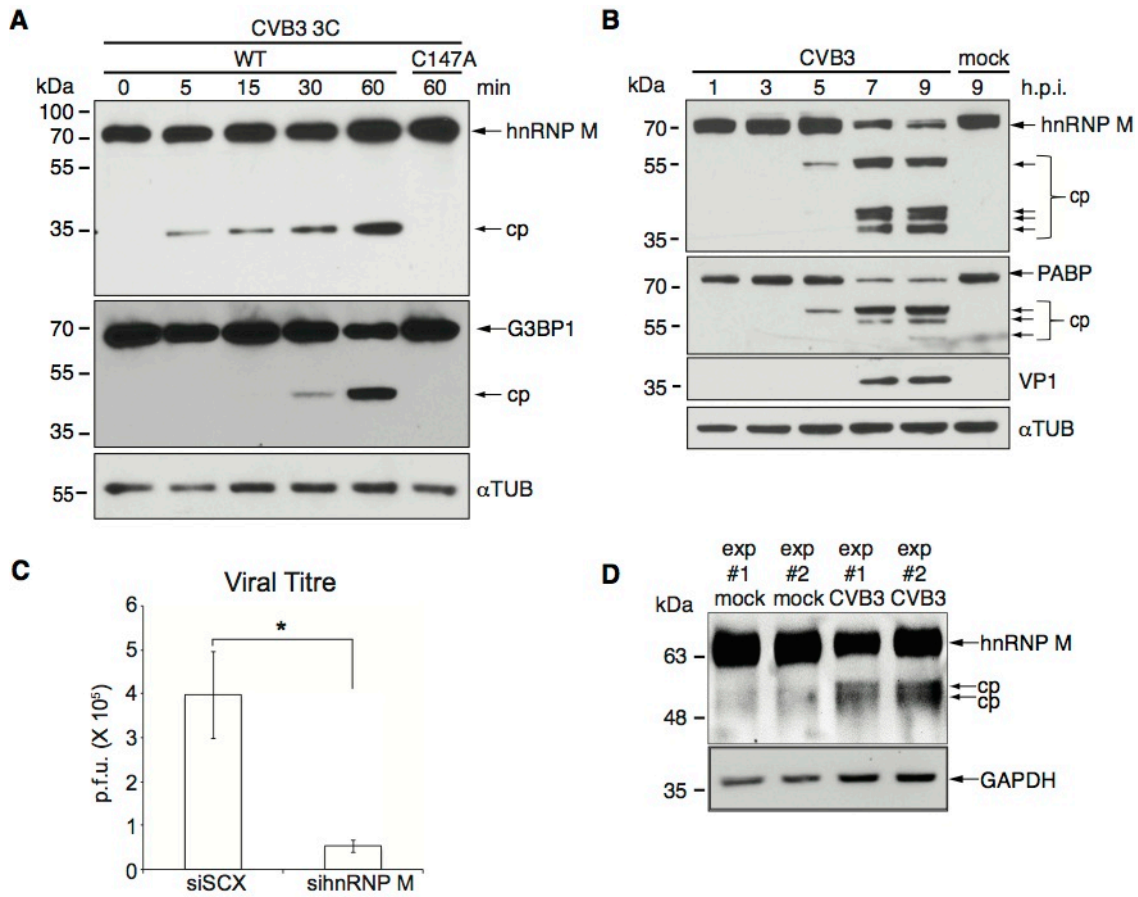 A
CVB3 3C
WT C147A
kDa 0 5 15 30 60 60 min
100
70
55
35
hnRNP M
cp
70
55
35
G3BP1
cp
55
αTUB
B
CVB3 mock
kDa 1 3 5 7 9 9 h.p.i.
70
55
35
hnRNP M
cp
70
55
PABP
cp
35
VP1
αTUB
C
Viral Titre
p.f.u. (X 10⁵)
6
5
4
3
2
1
0
*
siSCX sihnRNP M
D
exp exp exp exp
#1 #2 #1 #2
mock mock CVB3 CVB3
kDa
63
48
35
hnRNP M
cp
cp
GAPDH